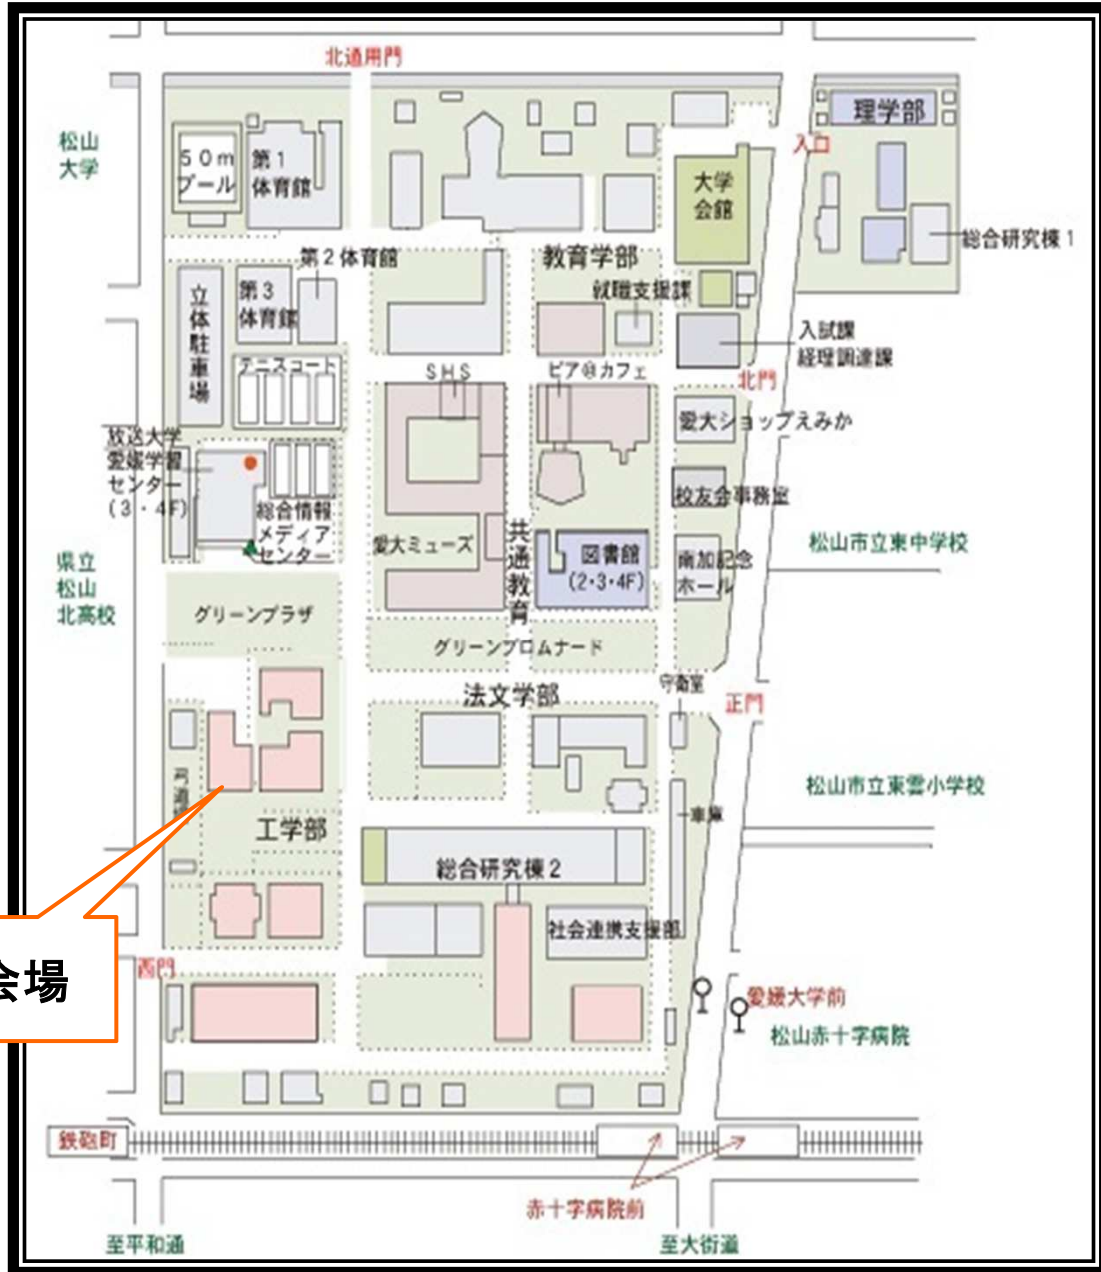 北通用門
松山
大学
50m
プール
第1
体育館
大学
会館
理学部
入口
総合研究棟1
教育学部
第2体育館
第3
体育館
立体駐車場
テニスコート
就職支援課
入試課
経理調達課
北門
SHS
ピア@カフェ
愛大ショップえみか
放送大学
愛媛学習
センター
(3・4F)
総合情報
メディア
センター
愛大ミューズ
共通教育
図書館
(2・3・4F)
校友会事務室
南加記念
ホール
松山市立東中学校
県立
松山
北高校
グリーンプラザ
グリーンプロムナード
法文学部
守衛室
正門
弓道
工学部
車庫
松山市立東雲小学校
総合研究棟2
社会連携支援部
会場
西門
愛媛大学前
松山赤十字病院
鉄砲町
赤十字病院前
至平和通
至大街道